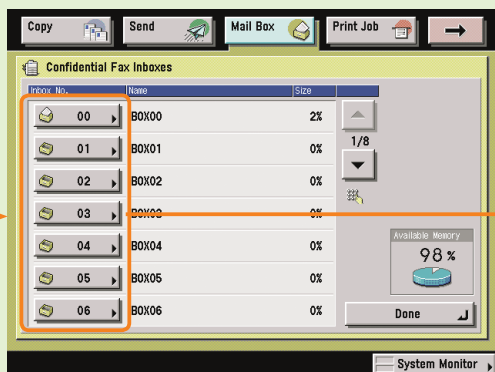 Copy Send Mail Box Print Job
Confidential Fax Inboxes
Inbox No. Name Size
00 BOX00 2%
01 BOX01 0%
02 BOX02 0%
03 BOX03 0%
04 BOX04 0%
05 BOX05 0%
06 BOX06 0%
1/8
Available Memory
98 %
Done
System Monitor